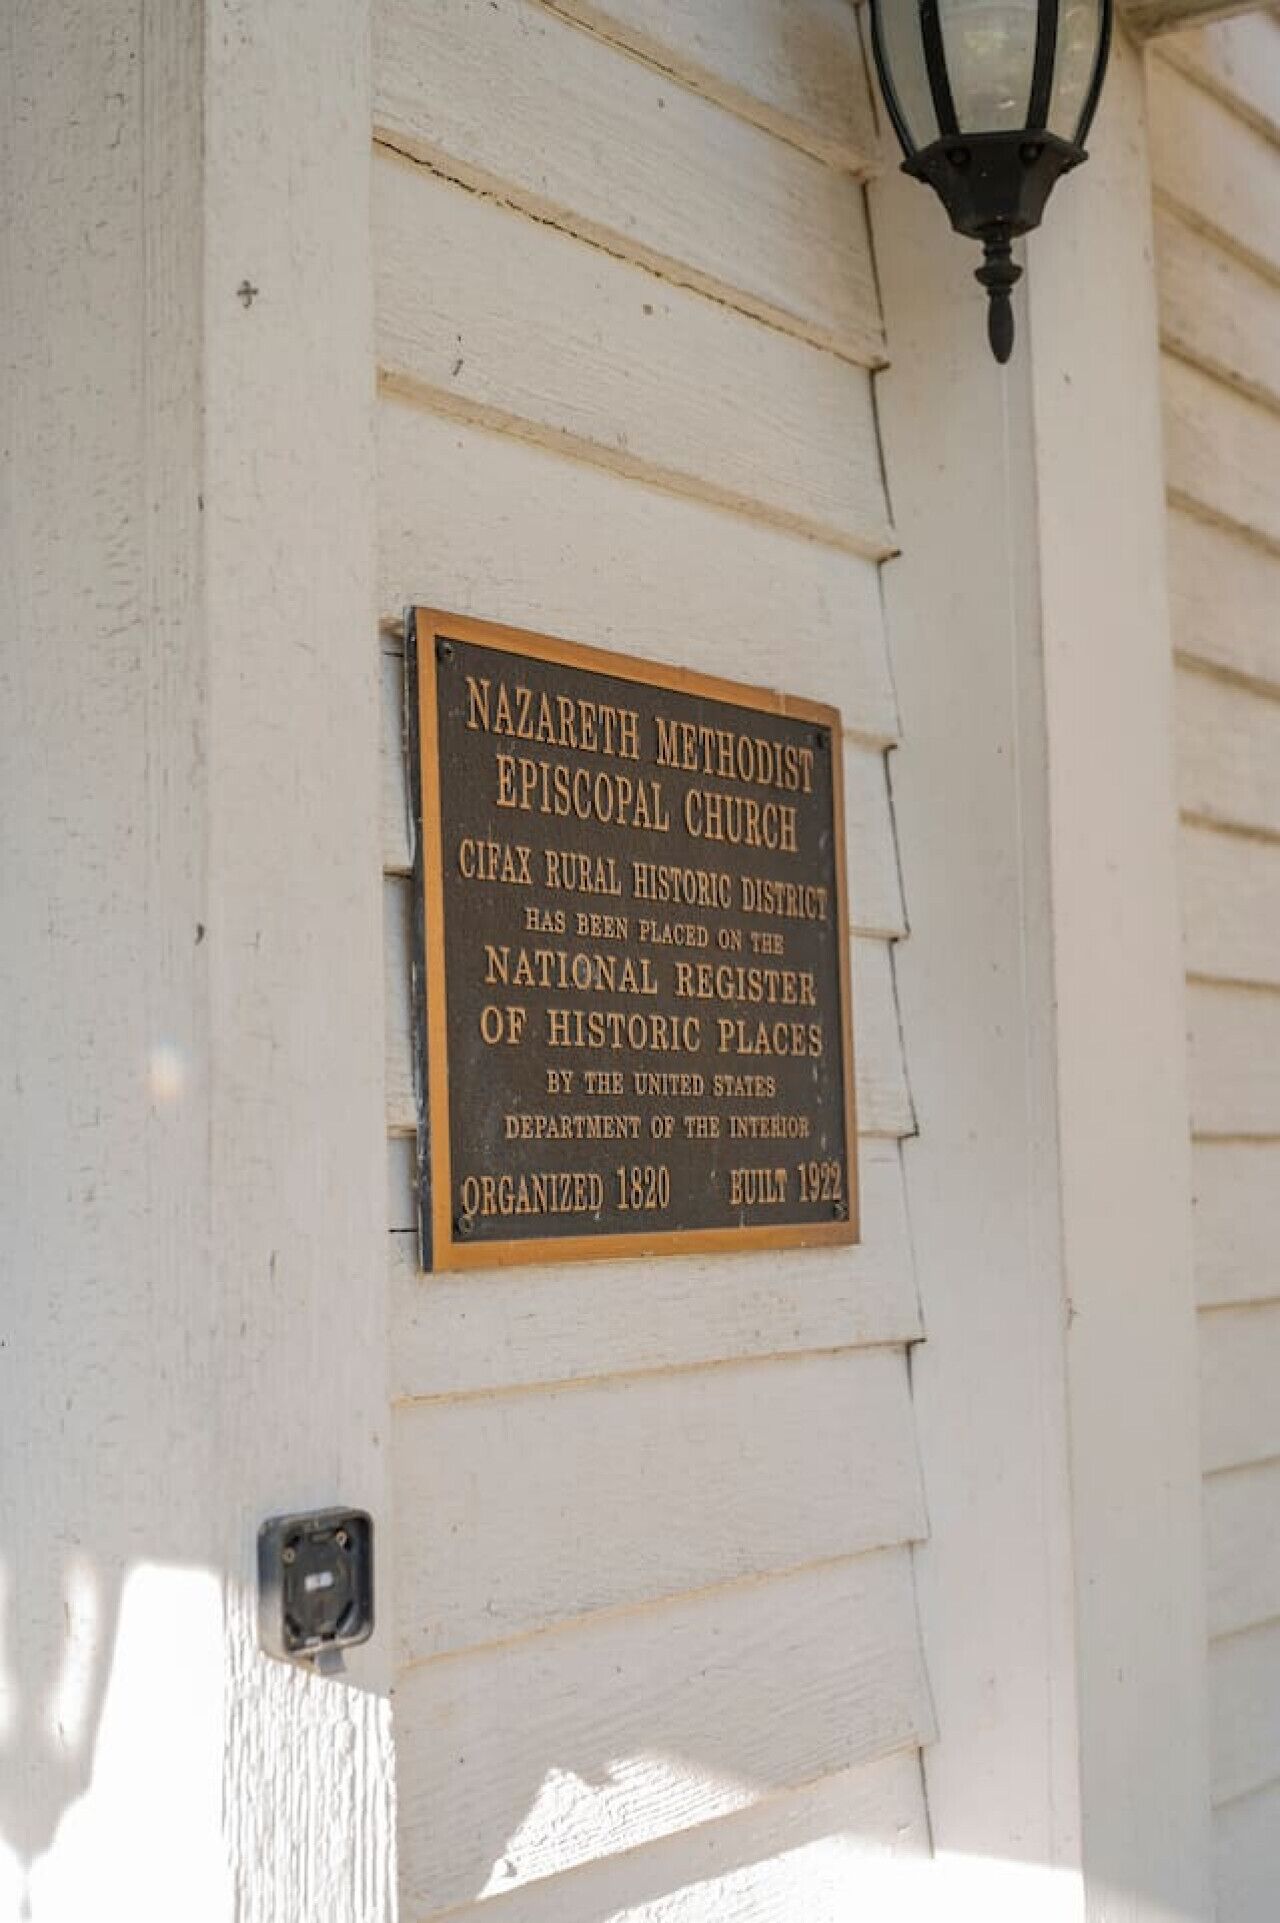 NAZARETH METHODIST
EPISCOPAL CHURCH
CIFAX RURAL HISTORIC DISTRICT
HAS BEEN PLACED ON THE
NATIONAL REGISTER
OF HISTORIC PLACES
BY THE UNITED STATES
DEPARTMENT OF THE INTERIOR
ORGANIZED 1820 BUILT 1922